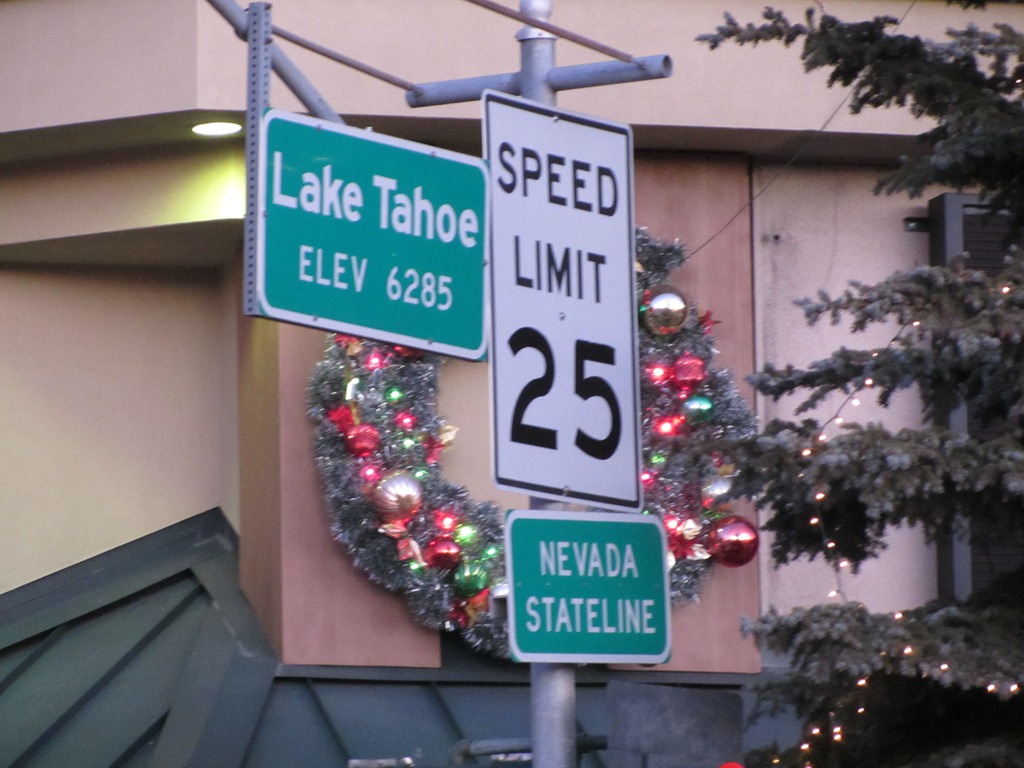 Lake Tahoe
ELEV 6285
SPEED
LIMIT
25
NEVADA
STATELINE